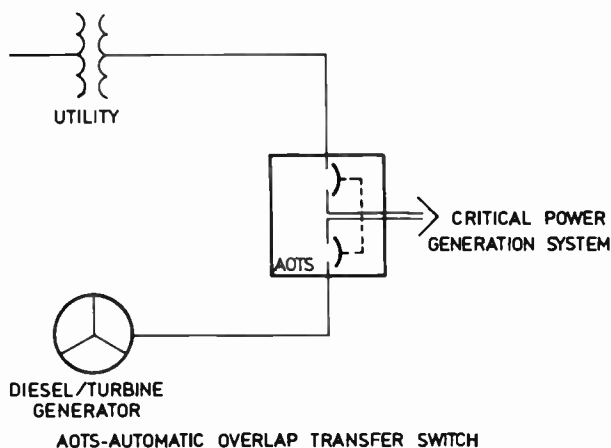 UTILITY
CRITICAL POWER
GENERATION SYSTEM
AOTS
DIESEL/TURBINE
GENERATOR
AOTS-AUTOMATIC OVERLAP TRANSFER SWITCH